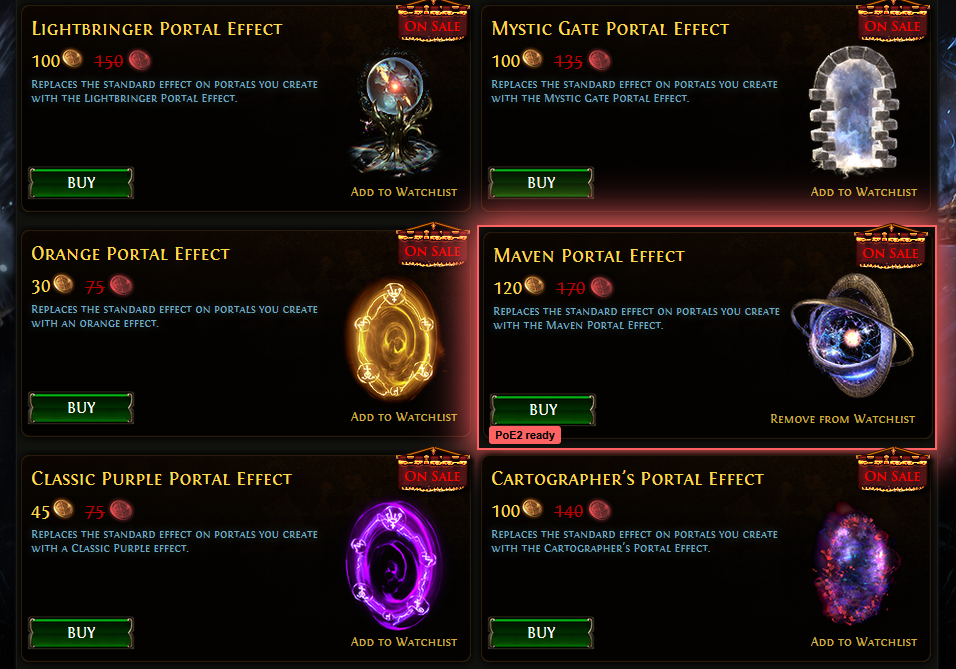 Lightbringer Portal Effect
On Sale
100 150
Replaces the standard effect on portals you create
with the Lightbringer Portal Effect.
BUY
Add to Watchlist
Mystic Gate Portal Effect
On Sale
100 135
Replaces the standard effect on portals you create
with the Mystic Gate Portal Effect.
BUY
Add to Watchlist
Orange Portal Effect
On Sale
30 75
Replaces the standard effect on portals you create
with an orange effect.
BUY
Add to Watchlist
Maven Portal Effect
On Sale
120 170
Replaces the standard effect on portals you create
with the Maven Portal Effect.
BUY
Remove from Watchlist
PoE2 ready
Classic Purple Portal Effect
On Sale
45 75
Replaces the standard effect on portals you create
with a Classic Purple effect.
BUY
Add to Watchlist
Cartographer's Portal Effect
On Sale
100 140
Replaces the standard effect on portals you create
with the Cartographer's Portal Effect.
BUY
Add to Watchlist